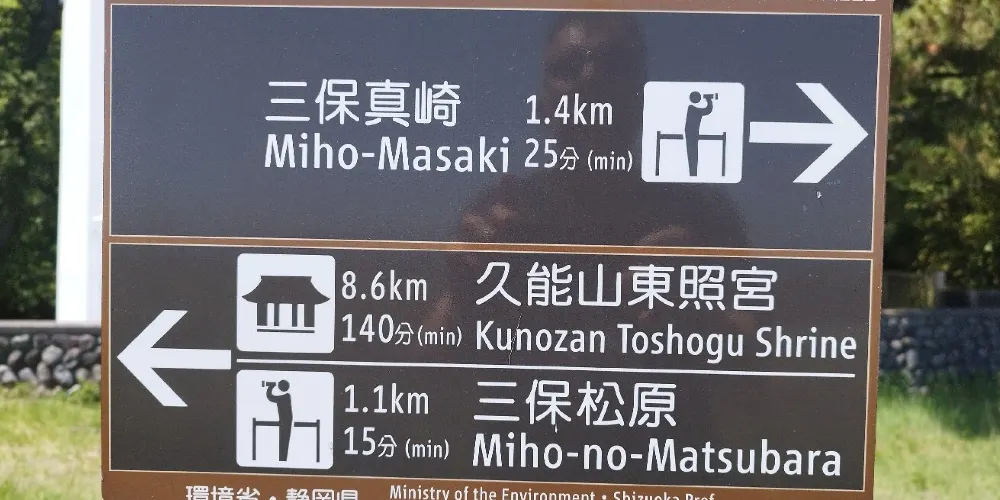 三保真崎 1.4km
Miho-Masaki 25分 (min)
8.6km 久能山東照宮
140分 (min) Kunozan Toshogu Shrine
1.1km 三保松原
15分 (min) Miho-no-Matsubara
環境省・静岡県 Ministry of the Environment・Shizuoka Pref